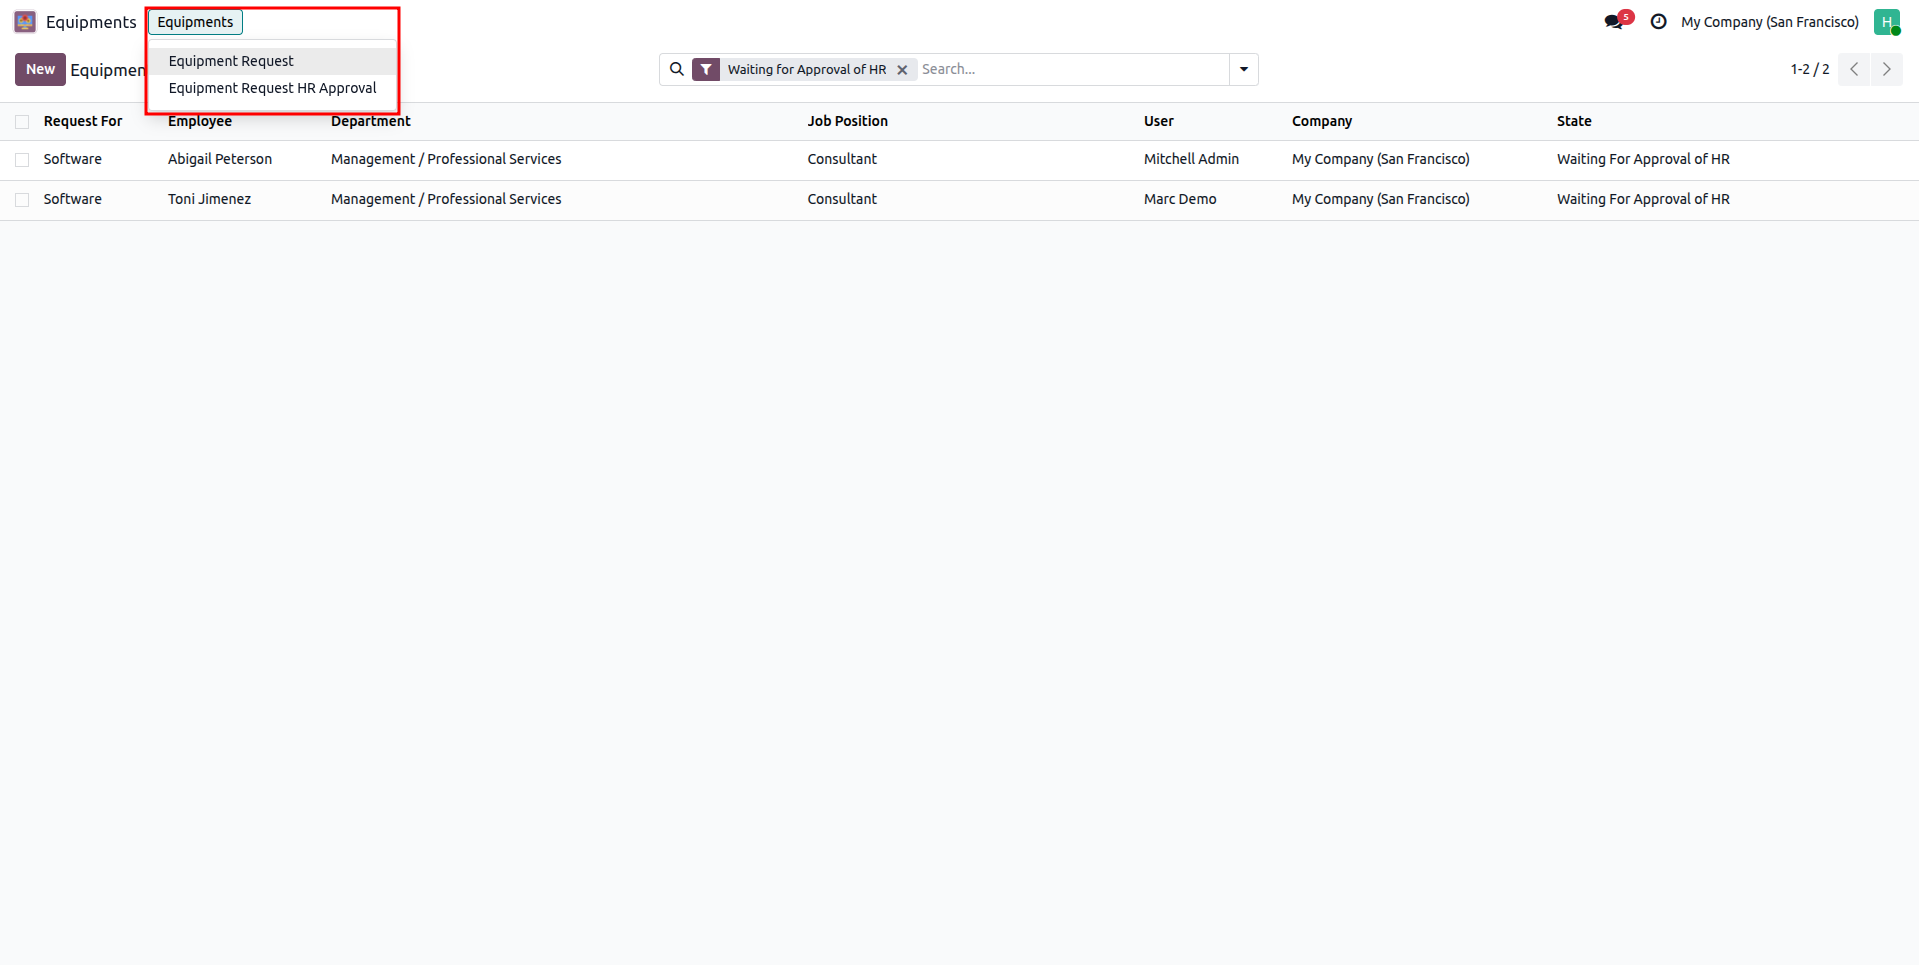 Equipments Equipments 5 My Company (San Francisco) H
Equipment Request
Equipment Request HR Approval
New Equipmen Waiting for Approval of HR Search... 1-2 / 2
Request For Employee Department Job Position User Company State
Software Abigail Peterson Management / Professional Services Consultant Mitchell Admin My Company (San Francisco) Waiting For Approval of HR
Software Toni Jimenez Management / Professional Services Consultant Marc Demo My Company (San Francisco) Waiting For Approval of HR